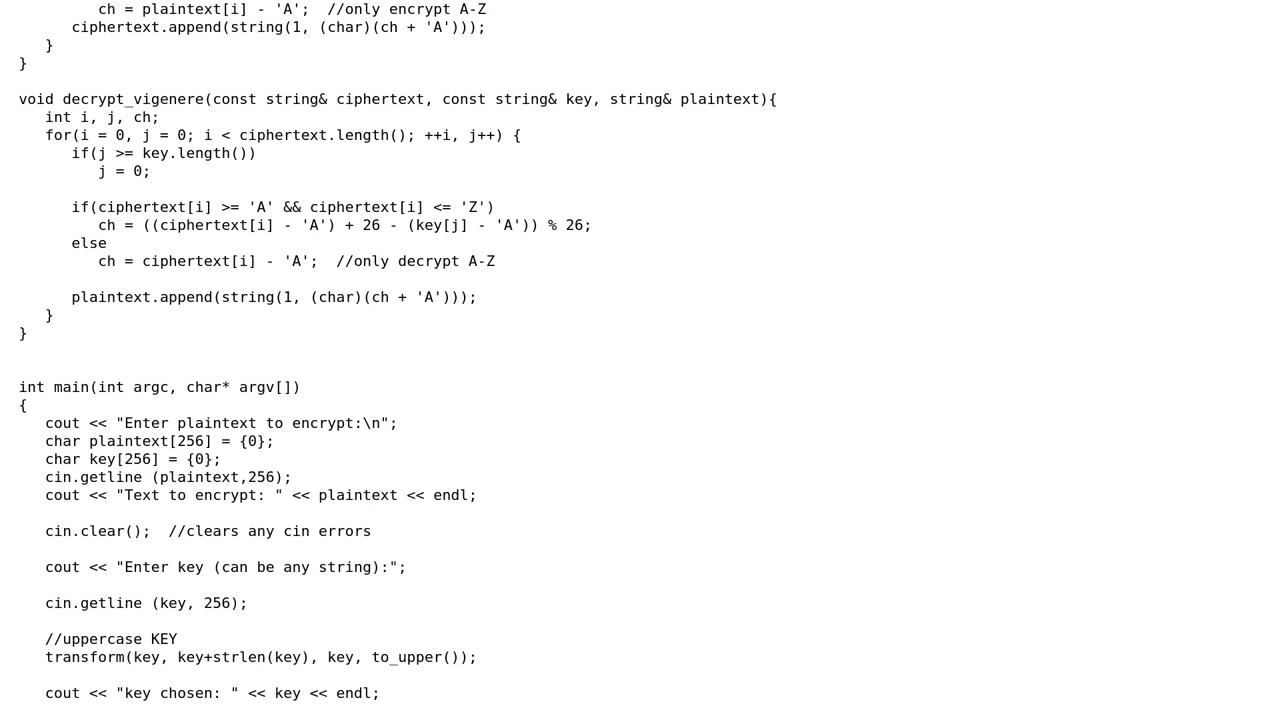 ch = plaintext[i] - 'A';  //only encrypt A-Z
      ciphertext.append(string(1, (char)(ch + 'A')));
   }
}

void decrypt_vigenere(const string& ciphertext, const string& key, string& plaintext){
   int i, j, ch;
   for(i = 0, j = 0; i < ciphertext.length(); ++i, j++) {
      if(j >= key.length())
         j = 0;

      if(ciphertext[i] >= 'A' && ciphertext[i] <= 'Z')
         ch = ((ciphertext[i] - 'A') + 26 - (key[j] - 'A')) % 26;
      else
         ch = ciphertext[i] - 'A';  //only decrypt A-Z

      plaintext.append(string(1, (char)(ch + 'A')));
   }
}


int main(int argc, char* argv[])
{
   cout << "Enter plaintext to encrypt:\n";
   char plaintext[256] = {0};
   char key[256] = {0};
   cin.getline (plaintext,256);
   cout << "Text to encrypt: " << plaintext << endl;

   cin.clear();  //clears any cin errors

   cout << "Enter key (can be any string):";

   cin.getline (key, 256);

   //uppercase KEY
   transform(key, key+strlen(key), key, to_upper());

   cout << "key chosen: " << key << endl;